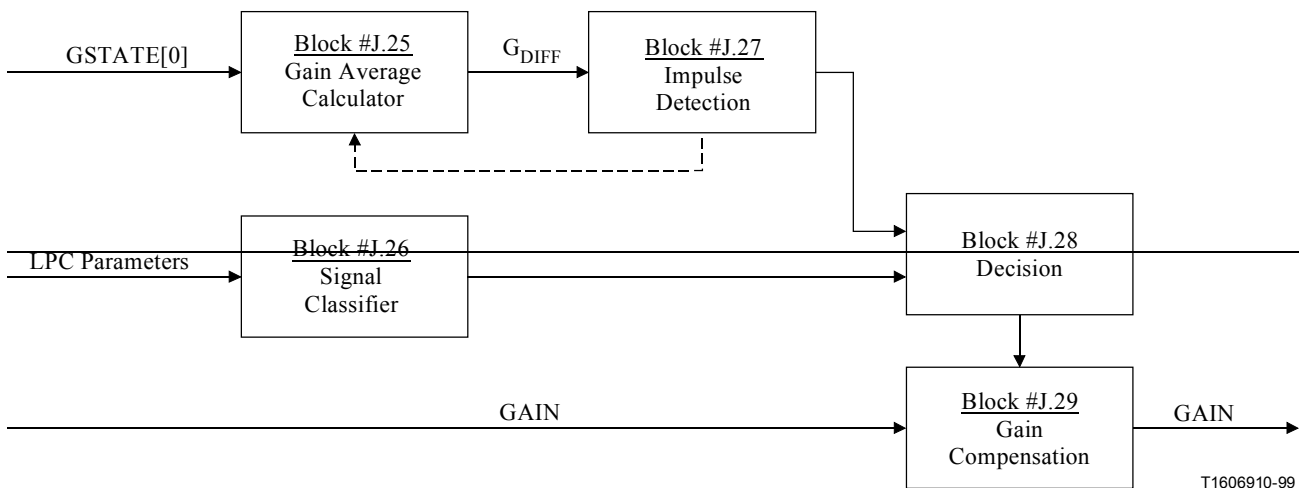 GSTATE[0]
Block #J.25
Gain Average
Calculator
G_DIFF
Block #J.27
Impulse
Detection
LPC Parameters
Block #J.26
Signal
Classifier
Block #J.28
Decision
GAIN
Block #J.29
Gain
Compensation
GAIN
T1606910-99